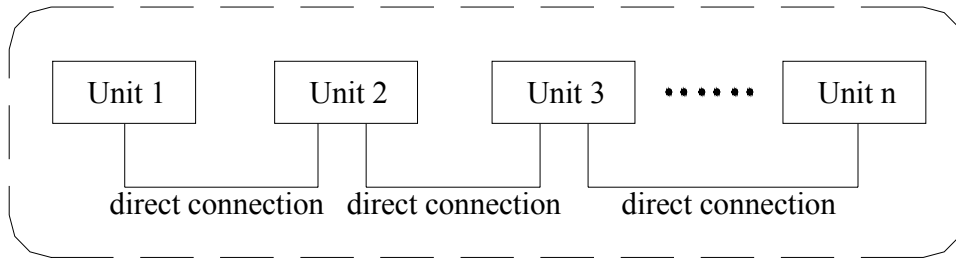 Unit 1 Unit 2 Unit 3 ...... Unit n
direct connection direct connection direct connection